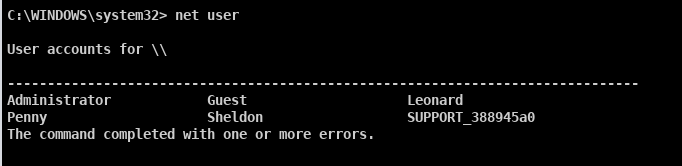 C:\WINDOWS\system32> net user
User accounts for \\
-------------------------------------------------------------------------------
Administrator            Guest                    Leonard
Penny                    Sheldon                  SUPPORT_388945a0
The command completed with one or more errors.